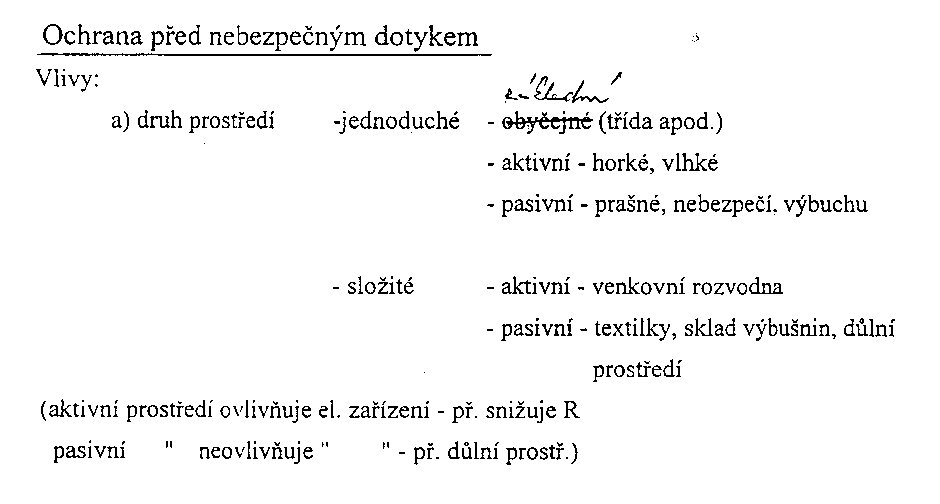 Ochrana před nebezpečným dotykem
Vlivy:
základní
a) druh prostředí -jednoduché - obyčejné (třída apod.)
- aktivní - horké, vlhké
- pasivní - prašné, nebezpečí, výbuchu
- složité - aktivní - venkovní rozvodna
- pasivní - textilky, sklad výbušnin, důlní
prostředí
(aktivní prostředí ovlivňuje el. zařízení - př. snižuje R
pasivní " neovlivňuje " " - př. důlní prostř.)